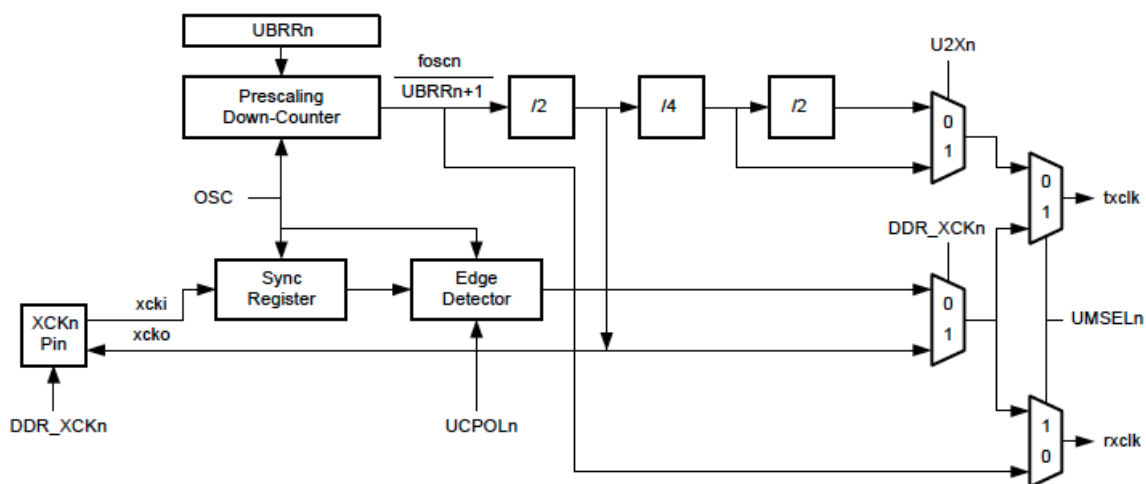 UBRRn
U2Xn
foscn
UBRRn+1
Prescaling
Down-Counter
/2
/4
/2
0
1
OSC
0
1
txclk
DDR_XCKn
Sync
Register
Edge
Detector
xcki
XCKn
Pin
xcko
0
1
UMSELn
DDR_XCKn
UCPOLn
1
0
rxclk